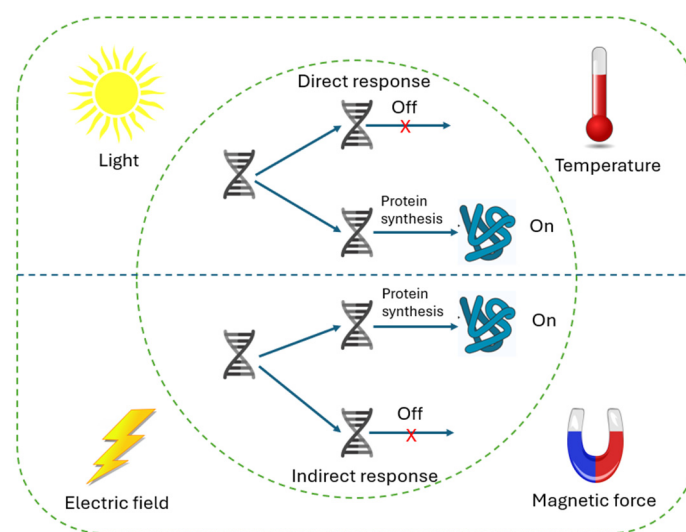 Direct response
Off
Light
Temperature
Protein
synthesis
On
Protein
synthesis
On
Off
Indirect response
Electric field
Magnetic force